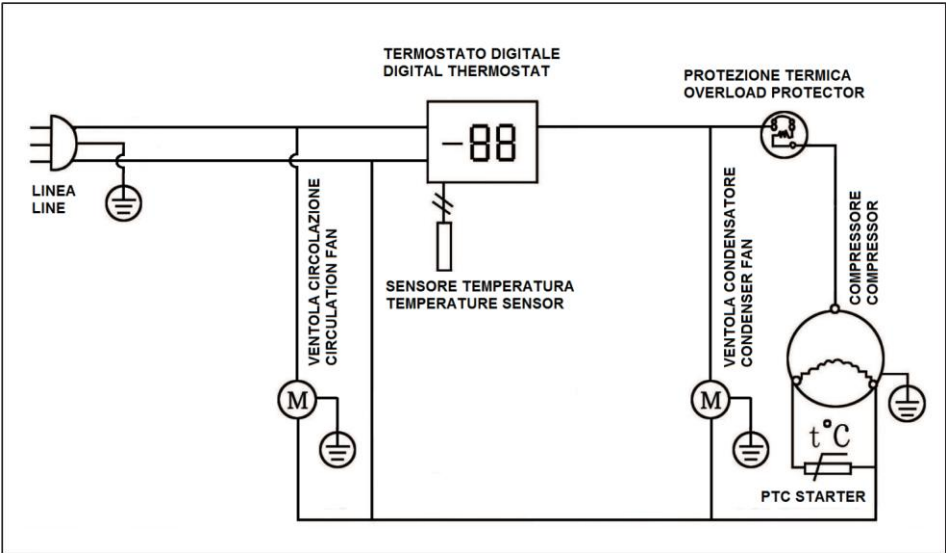 TERMOSTATO DIGITALE
DIGITAL THERMOSTAT
PROTEZIONE TERMICA
OVERLOAD PROTECTOR
-88
LINEA
LINE
SENSORE TEMPERATURA
TEMPERATURE SENSOR
VENTOLA CIRCOLAZIONE
CIRCULATION FAN
VENTOLA CONDENSATORE
CONDENSER FAN
COMPRESSORE
COMPRESSOR
M
M
t°C
PTC STARTER